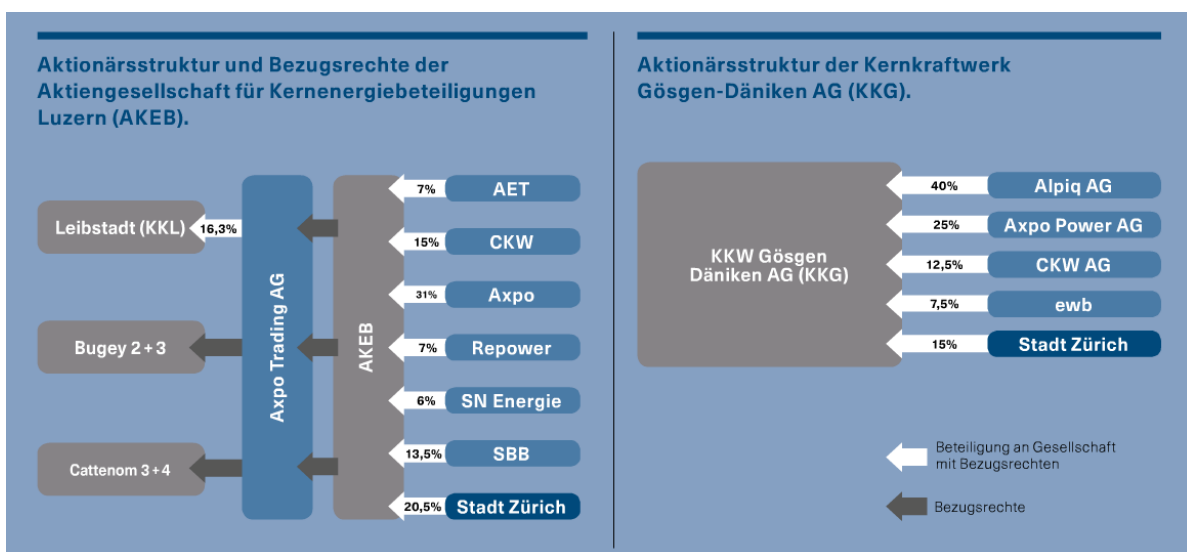 Aktionärsstruktur und Bezugsrechte der
Aktiengesellschaft für Kernenergiebeteiligungen
Luzern (AKEB).
Leibstadt (KKL)
16,3%
Bugey 2 + 3
Cattenom 3 + 4
Axpo Trading AG
AKEB
7%
AET
15%
CKW
31%
Axpo
7%
Repower
6%
SN Energie
13,5%
SBB
20,5%
Stadt Zürich
Aktionärsstruktur der Kernkraftwerk
Gösgen-Däniken AG (KKG).
KKW Gösgen
Däniken AG (KKG)
40%
Alpiq AG
25%
Axpo Power AG
12,5%
CKW AG
7,5%
ewb
15%
Stadt Zürich
Beteiligung an Gesellschaft
mit Bezugsrechten
Bezugsrechte